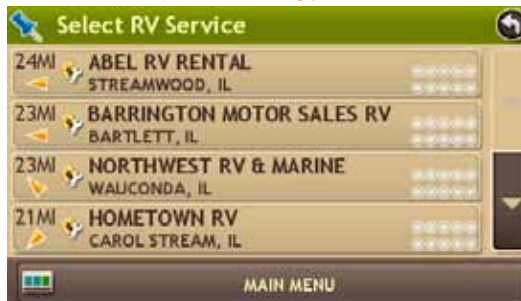 Select RV Service
24MI ABEL RV RENTAL
STREAMWOOD, IL
23MI BARRINGTON MOTOR SALES RV
BARTLETT, IL
23MI NORTHWEST RV & MARINE
WAUCONDA, IL
21MI HOMETOWN RV
CAROL STREAM, IL
MAIN MENU